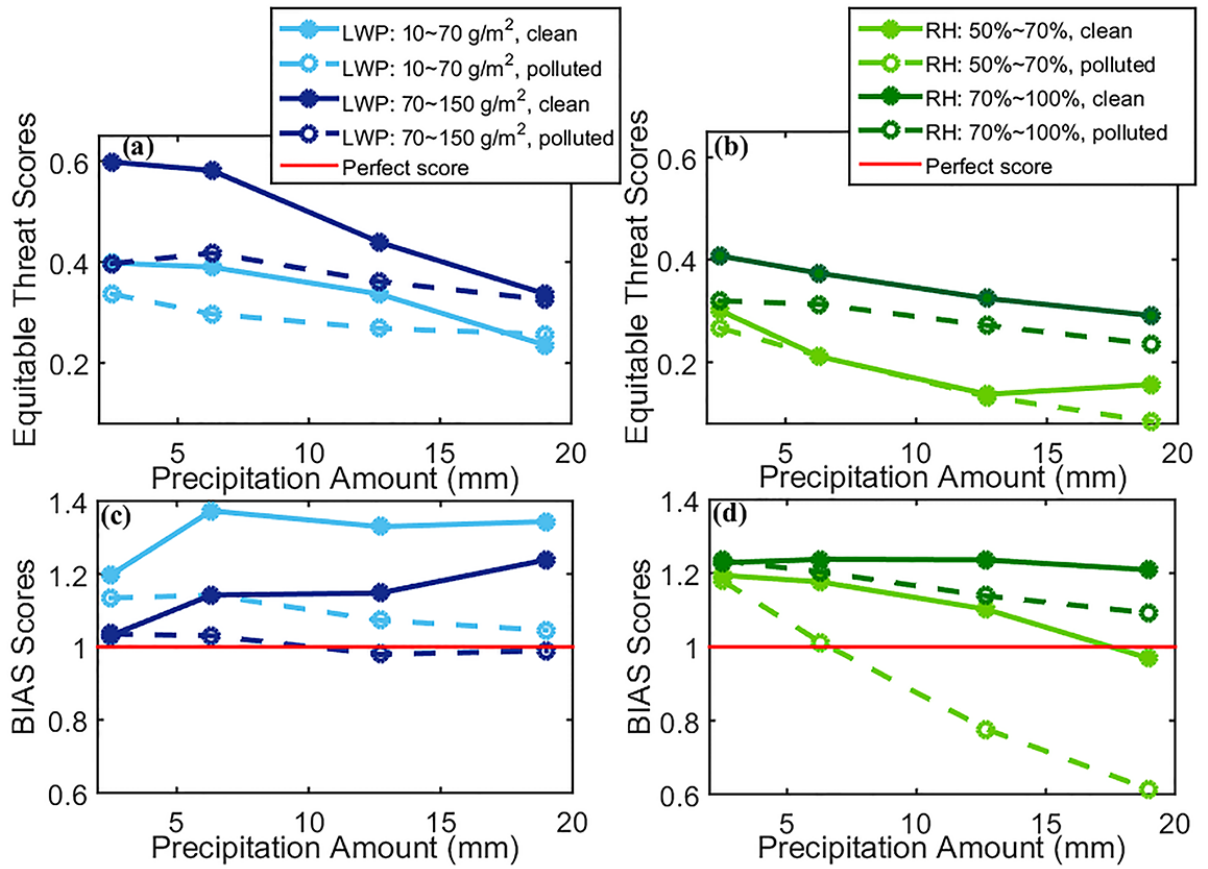 LWP: 10~70 g/m², clean
LWP: 10~70 g/m², polluted
LWP: 70~150 g/m², clean
LWP: 70~150 g/m², polluted
Perfect score
RH: 50%~70%, clean
RH: 50%~70%, polluted
RH: 70%~100%, clean
RH: 70%~100%, polluted
Perfect score
(a)
Equitable Threat Scores
0.6
0.4
0.2
5 10 15 20
Precipitation Amount (mm)
(b)
Equitable Threat Scores
0.6
0.4
0.2
5 10 15 20
Precipitation Amount (mm)
(c)
BIAS Scores
1.4
1.2
1
0.8
0.6
5 10 15 20
Precipitation Amount (mm)
(d)
BIAS Scores
1.4
1.2
1
0.8
0.6
5 10 15 20
Precipitation Amount (mm)